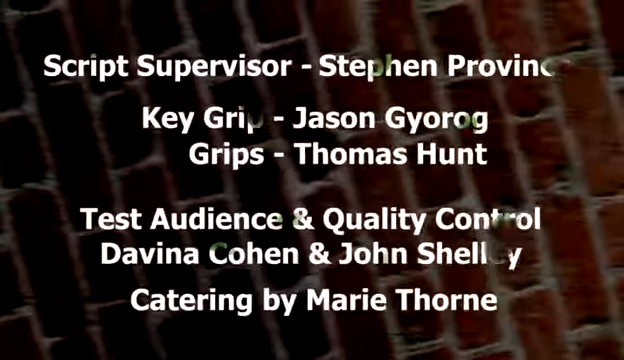 Script Supervisor - Stephen
Key Grip - Jason Gyorog
Grips - Thomas Hunt
Test Audience & Quality Control
Davina Cohen & John Shelley
Catering by Marie Thorne